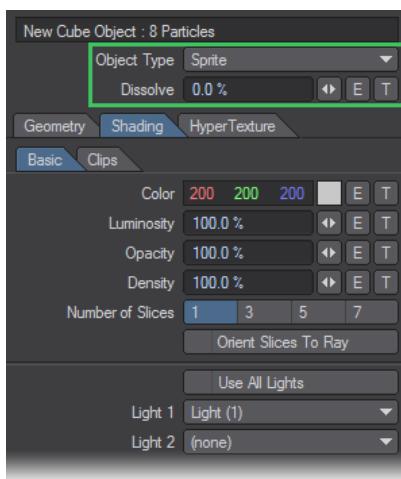 New Cube Object : 8 Particles
Object Type Sprite
Dissolve 0.0 % E T
Geometry Shading HyperTexture
Basic Clips
Color 200 200 200 E T
Luminosity 100.0 % E T
Opacity 100.0 % E T
Density 100.0 % E T
Number of Slices 1 3 5 7
Orient Slices To Ray
Use All Lights
Light 1 Light (1)
Light 2 (none)